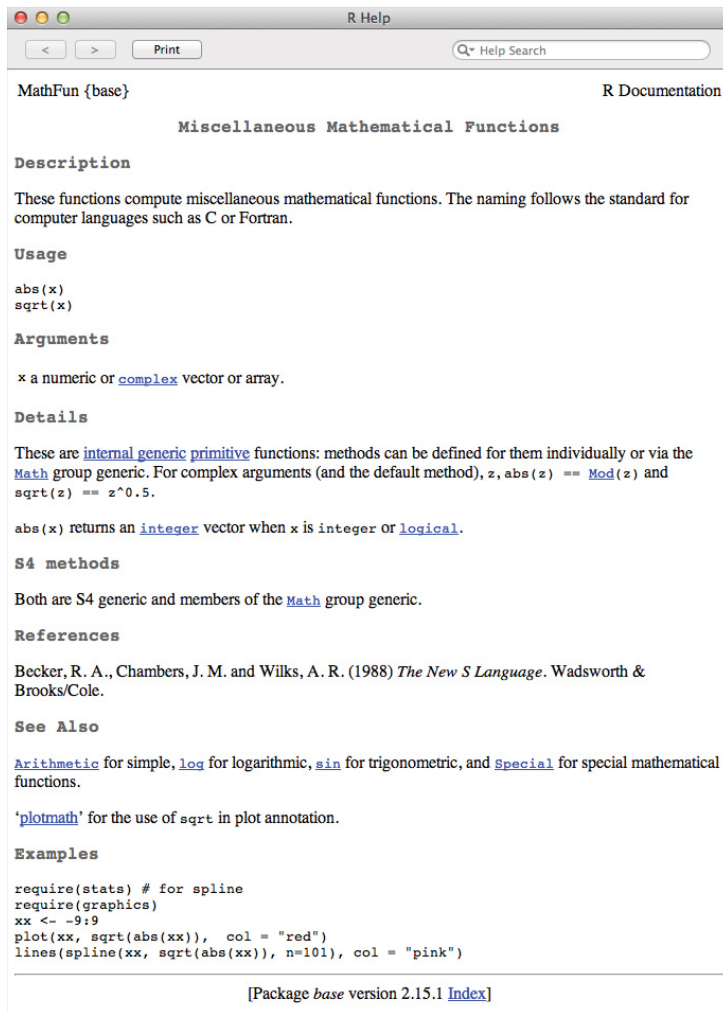 R Help
< > Print Help Search
MathFun {base} R Documentation
Miscellaneous Mathematical Functions
Description
These functions compute miscellaneous mathematical functions. The naming follows the standard for
computer languages such as C or Fortran.
Usage
abs(x)
sqrt(x)
Arguments
x a numeric or complex vector or array.
Details
These are internal generic primitive functions: methods can be defined for them individually or via the
Math group generic. For complex arguments (and the default method), z, abs(z) == Mod(z) and
sqrt(z) == z^0.5.
abs(x) returns an integer vector when x is integer or logical.
S4 methods
Both are S4 generic and members of the Math group generic.
References
Becker, R. A., Chambers, J. M. and Wilks, A. R. (1988) The New S Language. Wadsworth &
Brooks/Cole.
See Also
Arithmetic for simple, log for logarithmic, sin for trigonometric, and Special for special mathematical
functions.
‘plotmath’ for the use of sqrt in plot annotation.
Examples
require(stats) # for spline
require(graphics)
xx <- -9:9
plot(xx, sqrt(abs(xx)),  col = "red")
lines(spline(xx, sqrt(abs(xx)), n=101), col = "pink")
[Package base version 2.15.1 Index]